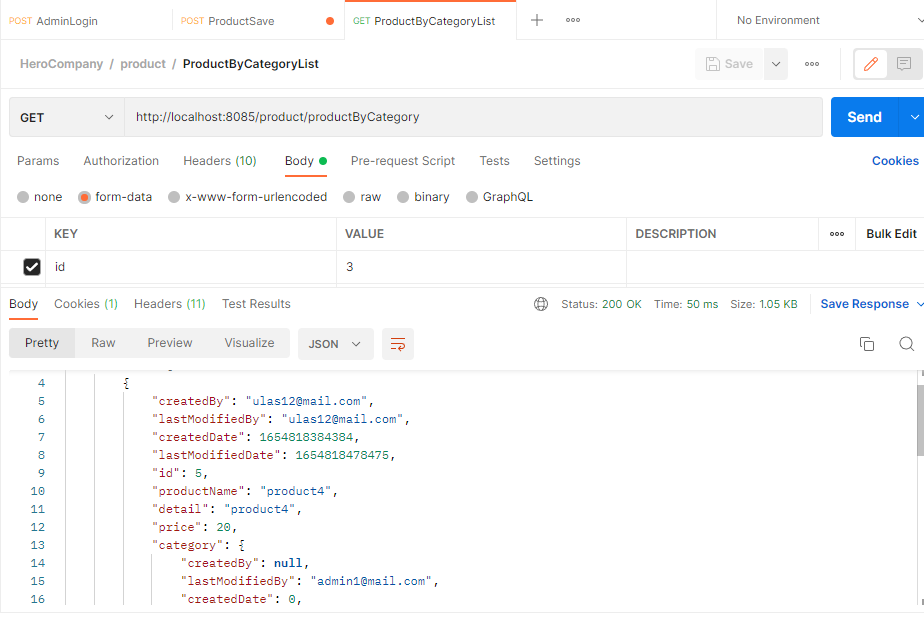 POST AdminLogin POST ProductSave GET ProductByCategoryList No Environment
HeroCompany / product / ProductByCategoryList Save
GET http://localhost:8085/product/productByCategory Send
Params Authorization Headers (10) Body Pre-request Script Tests Settings Cookies
none form-data x-www-form-urlencoded raw binary GraphQL
KEY VALUE DESCRIPTION Bulk Edit
id 3
Body Cookies (1) Headers (11) Test Results Status: 200 OK Time: 50 ms Size: 1.05 KB Save Response
Pretty Raw Preview Visualize JSON
4 {
5 "createdBy": "ulas12@mail.com",
6 "lastModifiedBy": "ulas12@mail.com",
7 "createdDate": 1654818384384,
8 "lastModifiedDate": 1654818478475,
9 "id": 5,
10 "productName": "product4",
11 "detail": "product4",
12 "price": 20,
13 "category": {
14 "createdBy": null,
15 "lastModifiedBy": "admin1@mail.com",
16 "createdDate": 0,